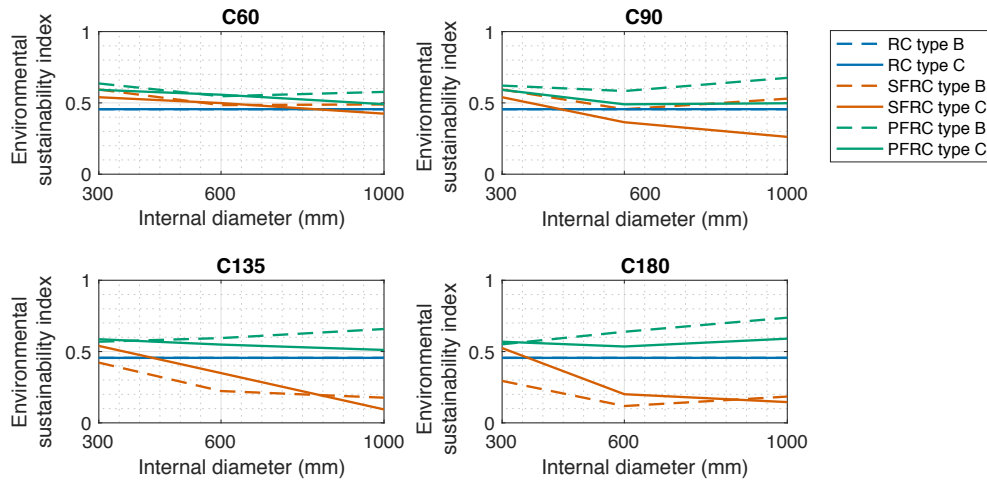 C60
1
0.5
0
300
600
1000
Environmental
sustainability index
Internal diameter (mm)
C90
1
0.5
0
300
600
1000
Environmental
sustainability index
Internal diameter (mm)
RC type B
RC type C
SFRC type B
SFRC type C
PFRC type B
PFRC type C
C135
1
0.5
0
300
600
1000
Environmental
sustainability index
Internal diameter (mm)
C180
1
0.5
0
300
600
1000
Environmental
sustainability index
Internal diameter (mm)